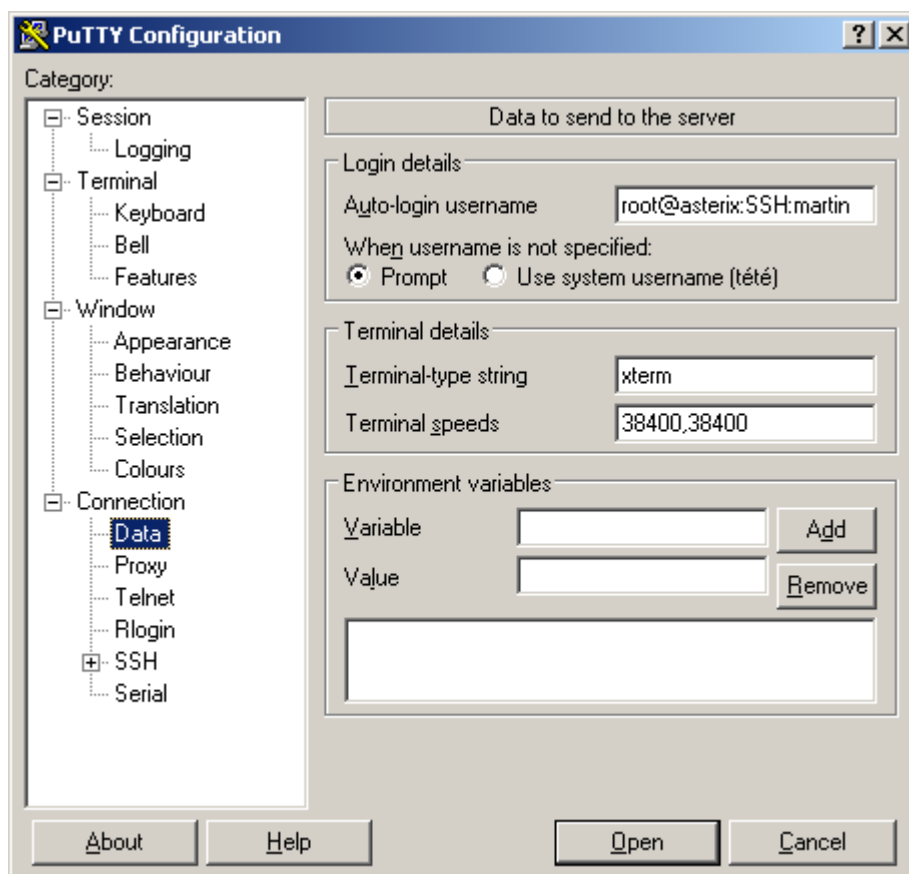 PuTTY Configuration
Category:
Session
Logging
Terminal
Keyboard
Bell
Features
Window
Appearance
Behaviour
Translation
Selection
Colours
Connection
Data
Proxy
Telnet
Rlogin
SSH
Serial
Data to send to the server
Login details
Auto-login username root@asterix:SSH:martin
When username is not specified:
Prompt Use system username (tété)
Terminal details
Terminal-type string xterm
Terminal speeds 38400,38400
Environment variables
Variable Add
Value Remove
About Help Open Cancel